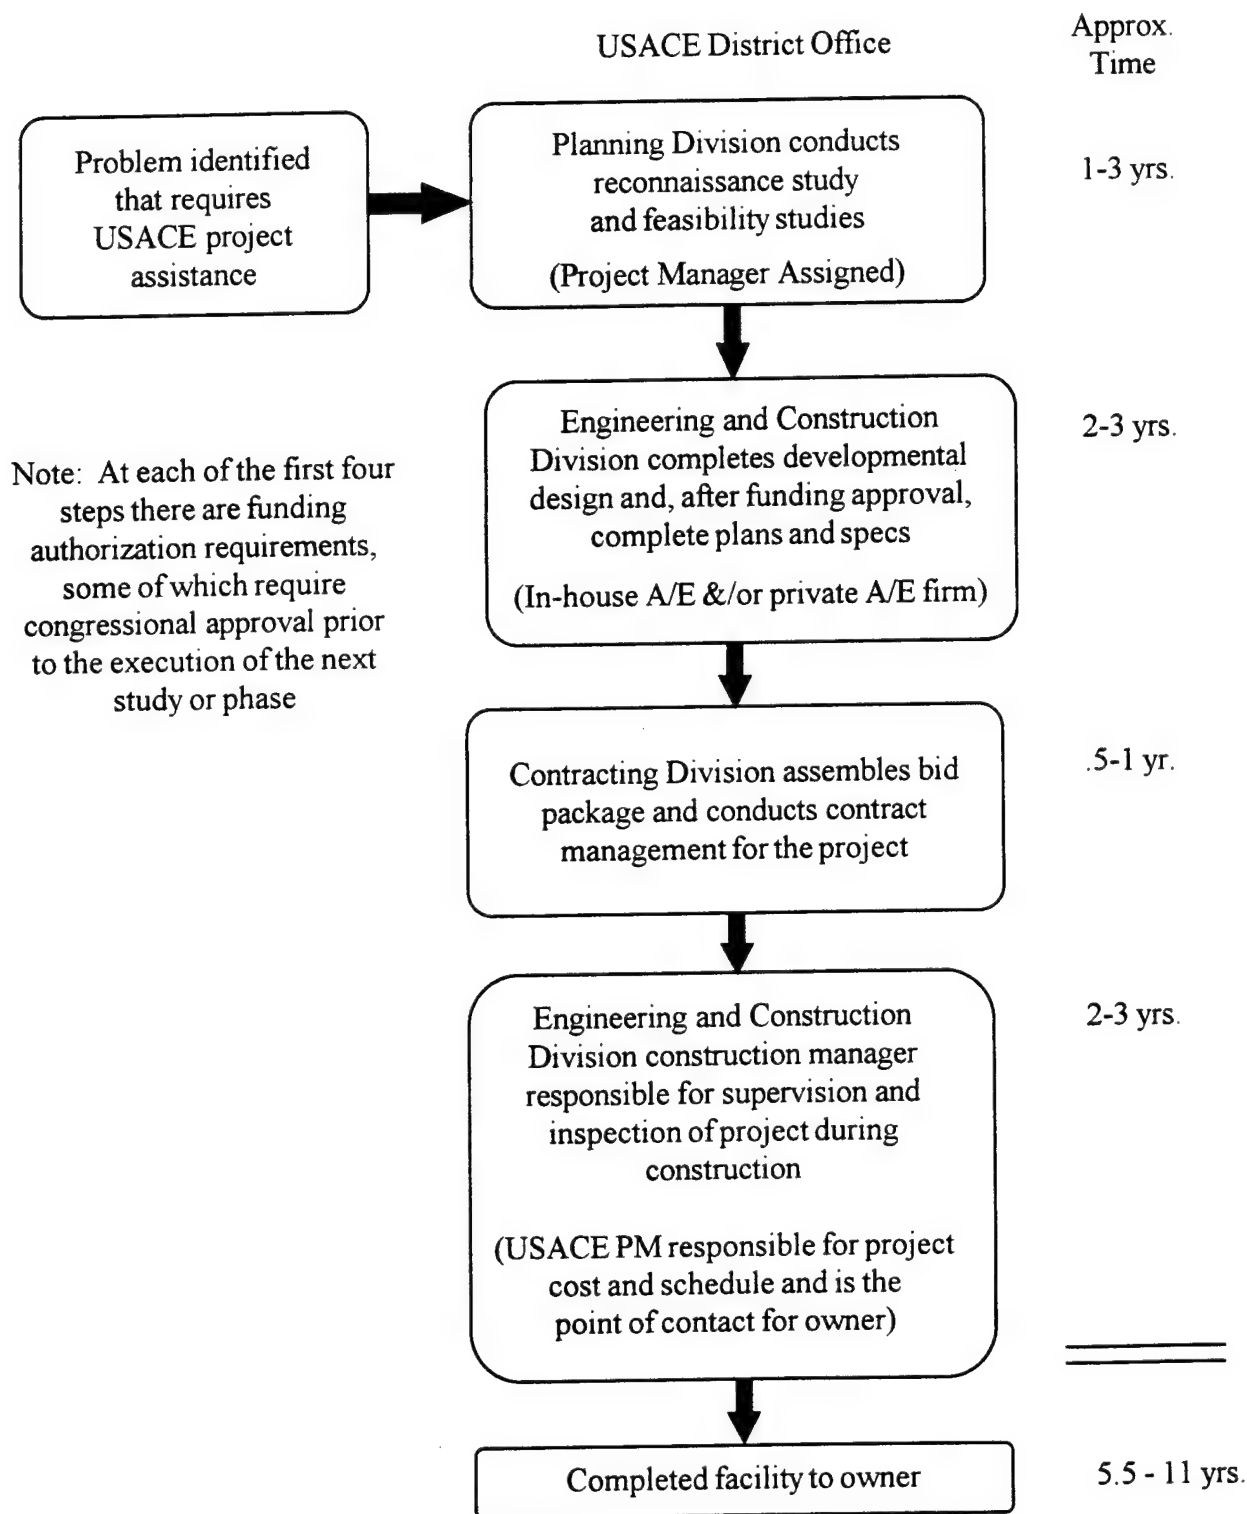 USACE District Office
Approx.
Time
Problem identified
that requires
USACE project
assistance
Planning Division conducts
reconnaissance study
and feasibility studies
(Project Manager Assigned)
1-3 yrs.
Note: At each of the first four
steps there are funding
authorization requirements,
some of which require
congressional approval prior
to the execution of the next
study or phase
Engineering and Construction
Division completes developmental
design and, after funding approval,
complete plans and specs
(In-house A/E &/or private A/E firm)
2-3 yrs.
Contracting Division assembles bid
package and conducts contract
management for the project
.5-1 yr.
Engineering and Construction
Division construction manager
responsible for supervision and
inspection of project during
construction
(USACE PM responsible for project
cost and schedule and is the
point of contact for owner)
2-3 yrs.
Completed facility to owner
5.5 - 11 yrs.